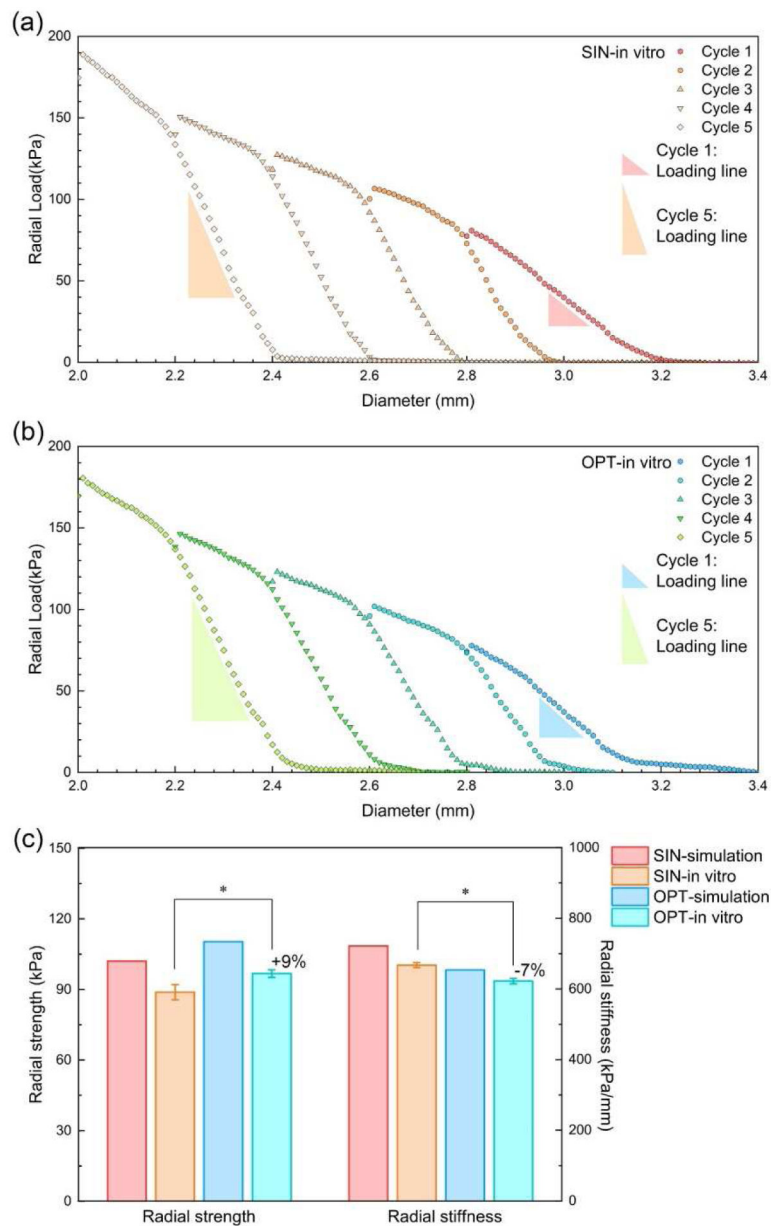 (a)
200
150
100
50
0
Radial Load(kPa)
2.0 2.2 2.4 2.6 2.8 3.0 3.2 3.4
Diameter (mm)
SIN-in vitro
Cycle 1
Cycle 2
Cycle 3
Cycle 4
Cycle 5
Cycle 1:
Loading line
Cycle 5:
Loading line
(b)
200
150
100
50
0
Radial Load(kPa)
2.0 2.2 2.4 2.6 2.8 3.0 3.2 3.4
Diameter (mm)
OPT-in vitro
Cycle 1
Cycle 2
Cycle 3
Cycle 4
Cycle 5
Cycle 1:
Loading line
Cycle 5:
Loading line
(c)
150
120
90
60
30
0
Radial strength (kPa)
* *
+9%
-7%
Radial strength Radial stiffness
1000
800
600
400
200
0
Radial stiffness (kPa/mm)
SIN-simulation
SIN-in vitro
OPT-simulation
OPT-in vitro